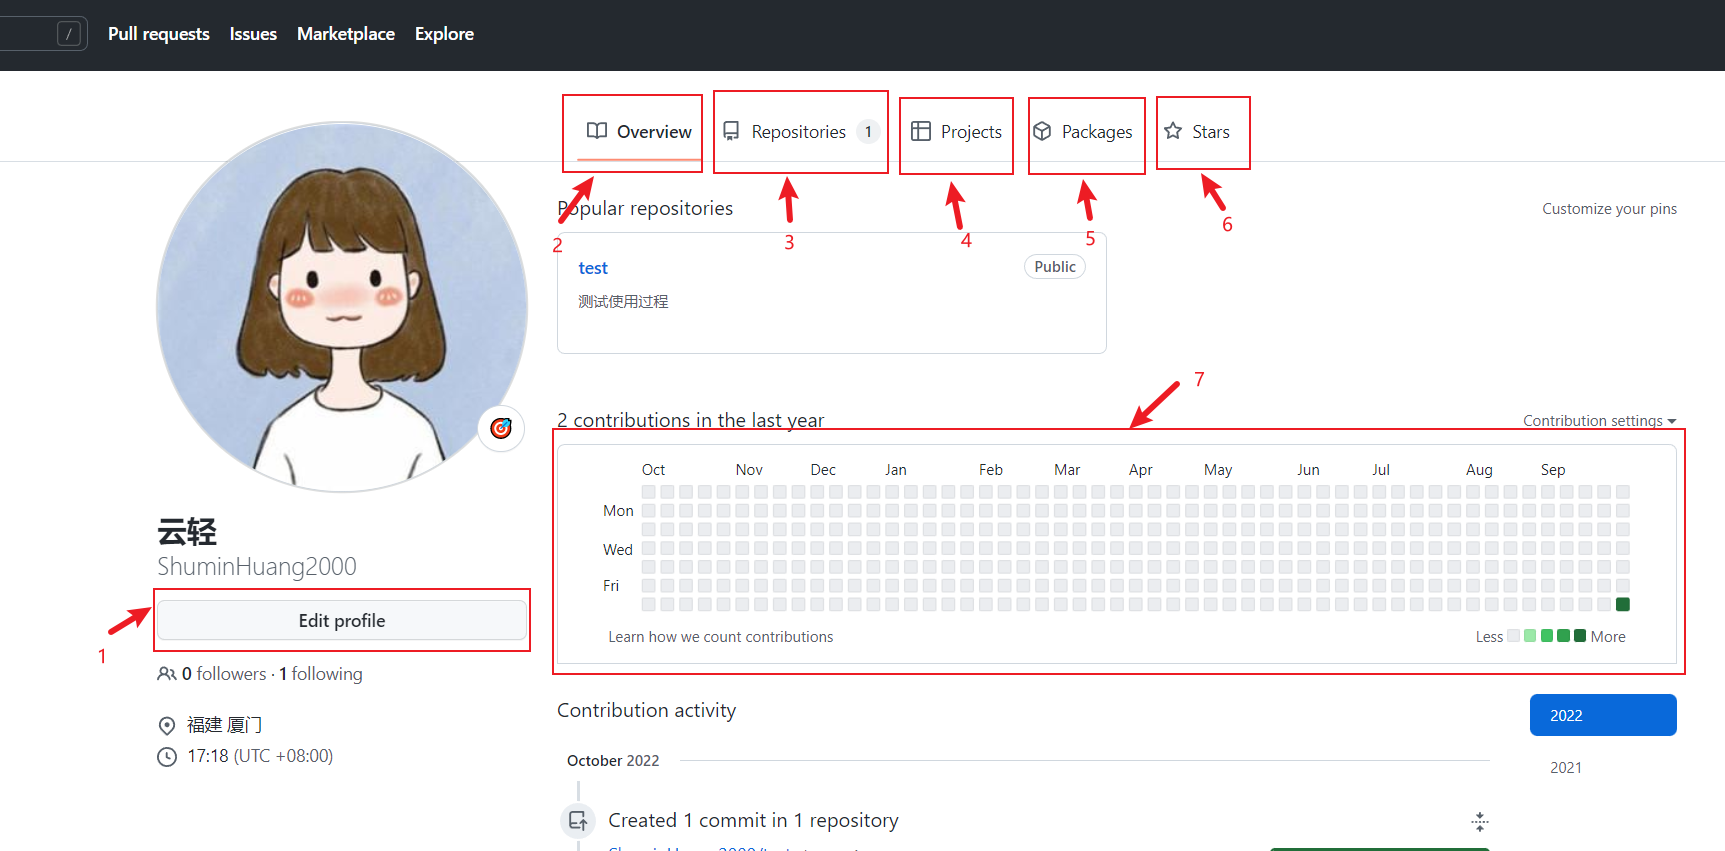 / Pull requests Issues Marketplace Explore
Overview Repositories 1 Projects Packages Stars
2 3 4 5 6
Popular repositories Customize your pins
test Public
测试使用过程
7
2 contributions in the last year Contribution settings
Oct Nov Dec Jan Feb Mar Apr May Jun Jul Aug Sep
Mon
Wed
Fri
Learn how we count contributions Less More
云轻
ShuminHuang2000
Edit profile
1
0 followers · 1 following
福建 厦门
17:18 (UTC +08:00)
Contribution activity
2022
2021
October 2022
Created 1 commit in 1 repository